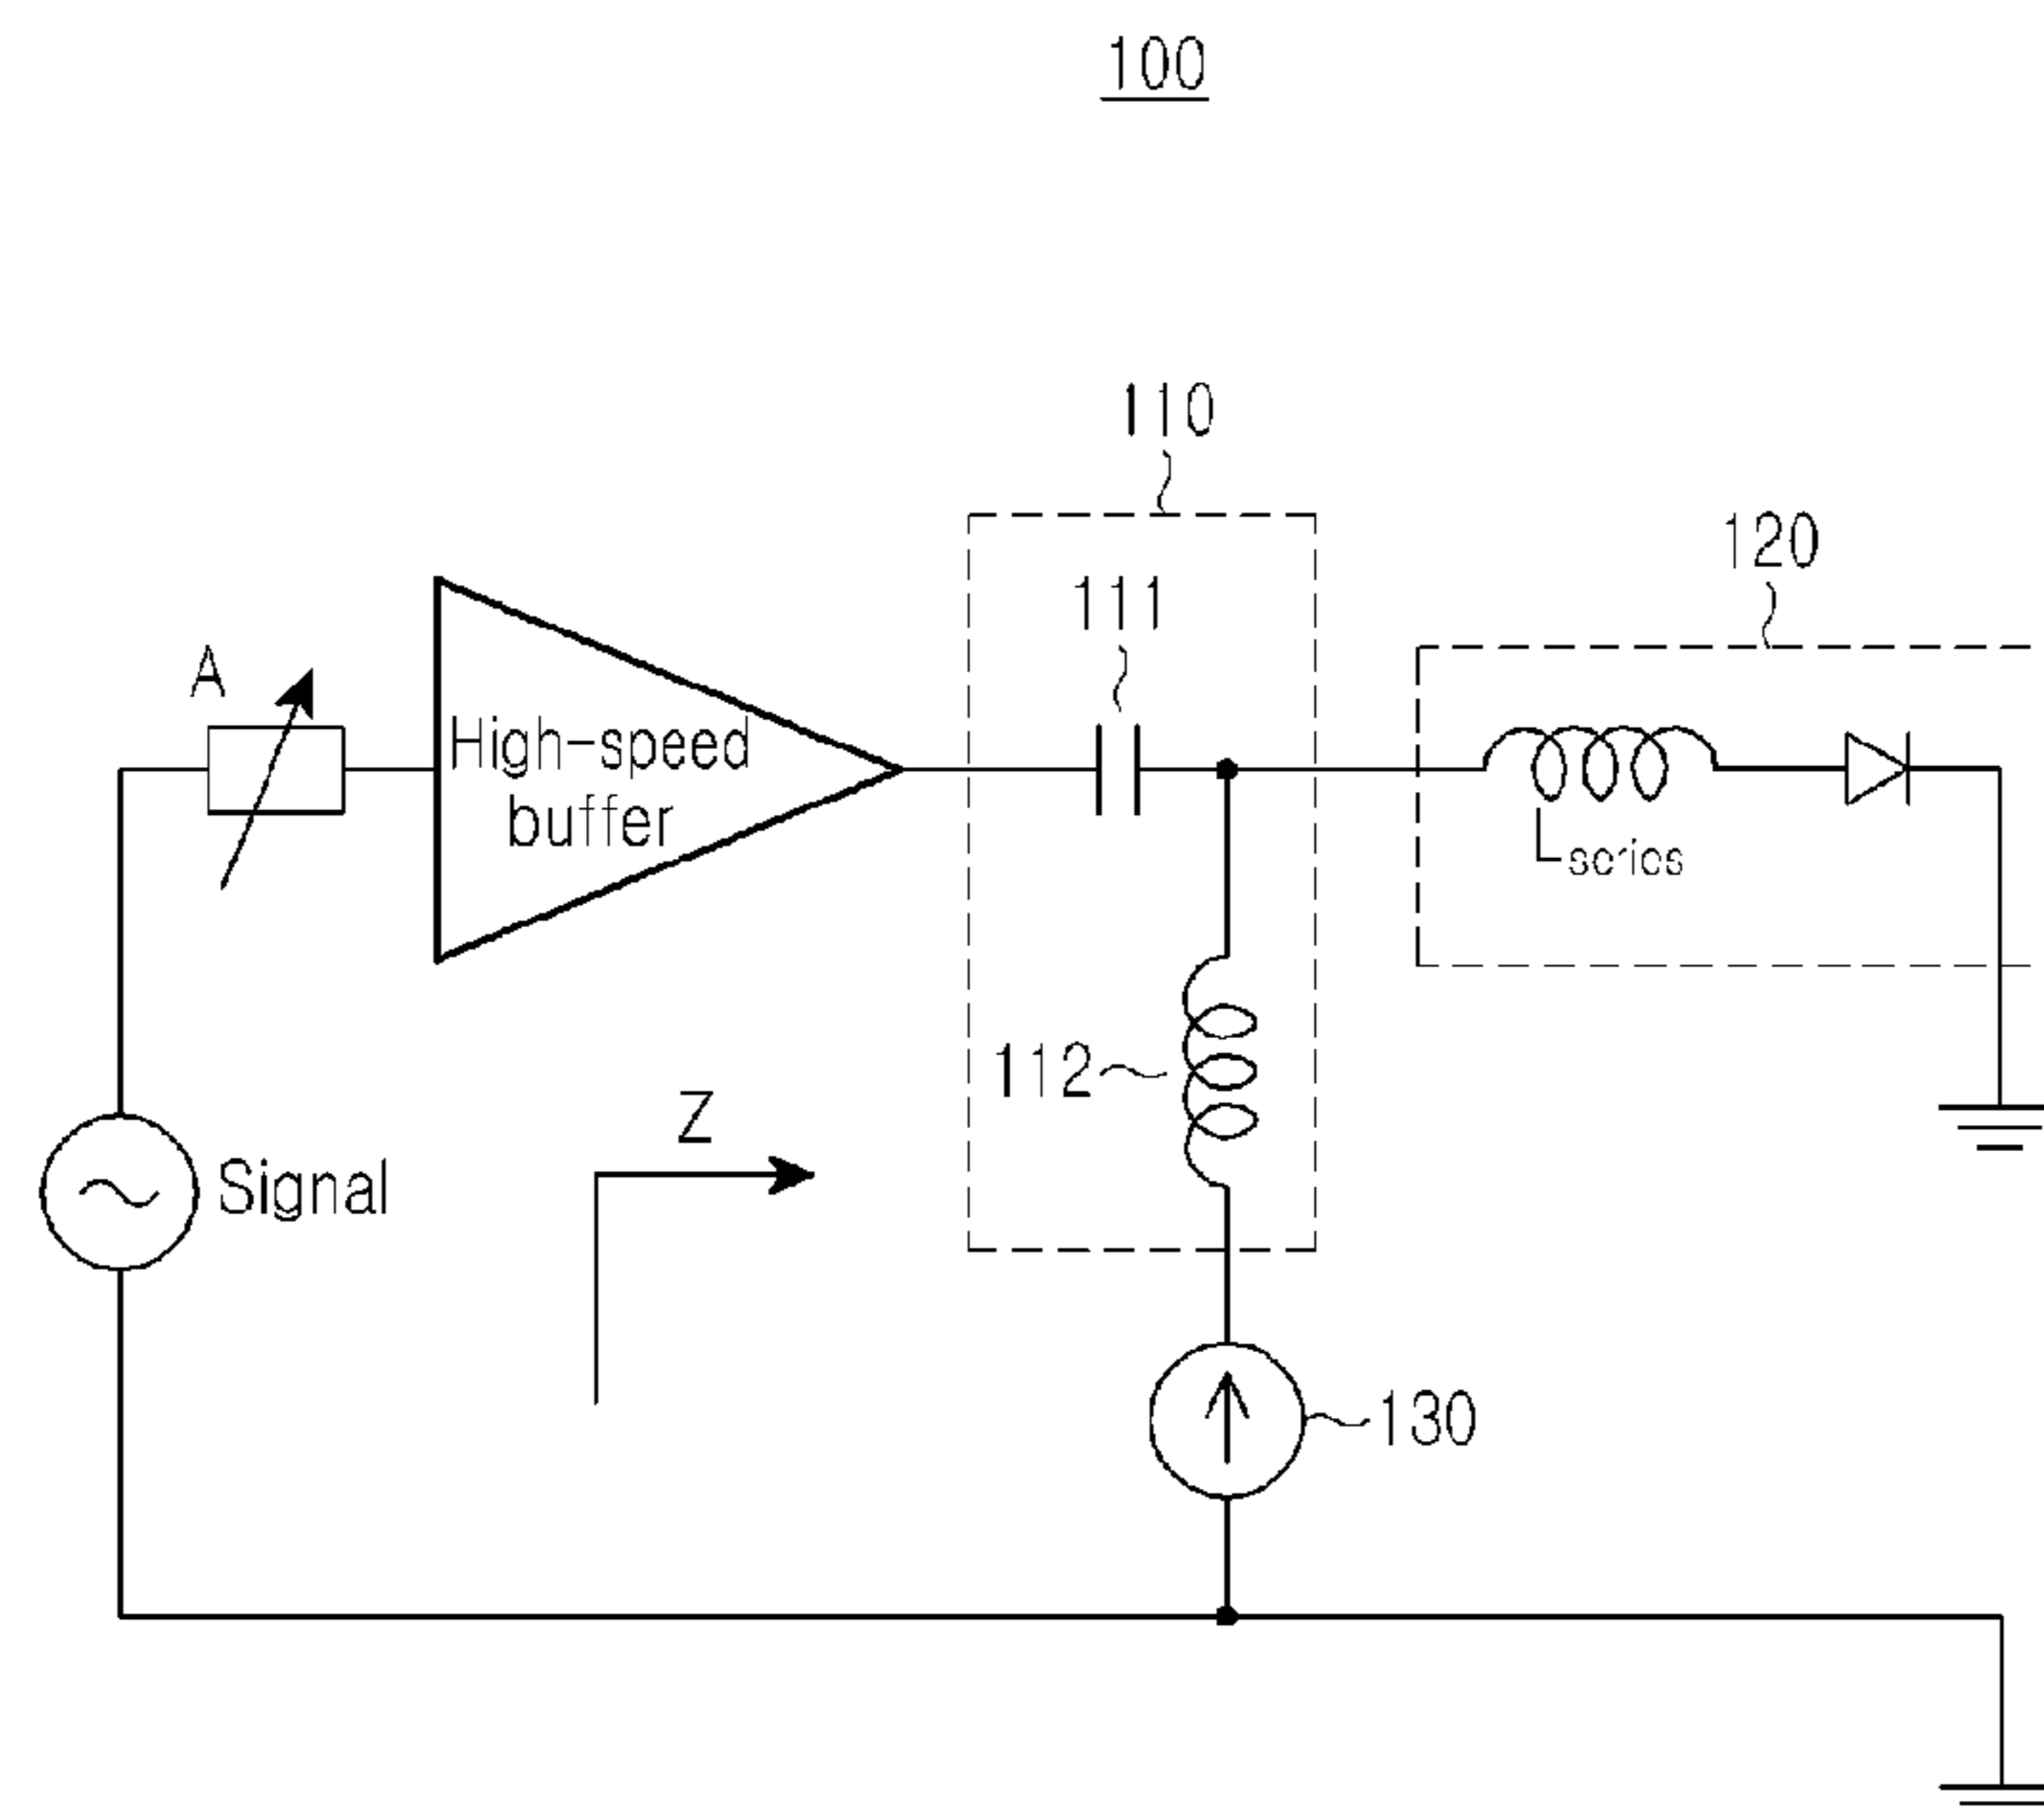 100
110
120
111
A
High-speed
buffer
Lseries
112
Z
Signal
130